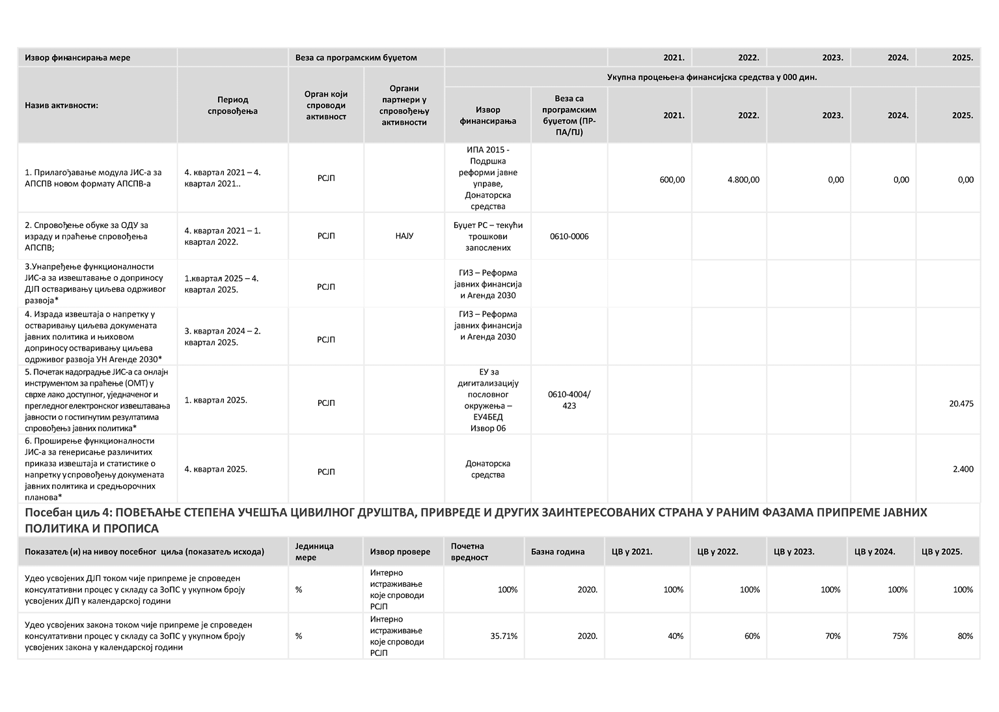 Извор финансирања мере
Веза са програмским буџетом
2021.
2022.
2023.
2024.
2025.
Назив активности:
Период
спровођења
Орган који
спроводи
активност
Органи
партнери у
спровођењу
активности
Укупна процењена финансијска средства у 000 дин.
Извор
финансирања
Веза са
програмским
буџетом (ПР-
ПА/ПЈ)
2021.
2022.
2023.
2024.
2025.
1. Прилагођавање модула ЈИС-а за
АПСПВ новом формату АПСПВ-а
4. квартал 2021 – 4.
квартал 2021..
РСЈП
ИПА 2015 -
Подршка
реформи јавне
управе,
Донаторска
средства
600,00
4.800,00
0,00
0,00
0,00
2. Спровођење обуке за ОДУ за
израду и праћење спровођења
АПСПВ;
4. квартал 2021 – 1.
квартал 2022.
РСЈП
НАЈУ
Буџет РС – текући
трошкови
запослених
0610-0006
3.Унапређење функционалности
ЈИС-а за извештавање о доприносу
ДЈП остваривању циљева одрживог
развоја*
1.квартал 2025 – 4.
квартал 2025.
РСЈП
ГИЗ – Реформа
јавних финансија
и Агенда 2030
4. Израда извештаја о напретку у
остваривању циљева докумената
јавних политика и њиховом
доприносу остваривању циљева
одрживог развоја УН Агенде 2030*
3. квартал 2024 – 2.
квартал 2025.
РСЈП
ГИЗ – Реформа
јавних финансија
и Агенда 2030
5. Почетак надоградње ЈИС-а са онлајн
инструментом за праћење (ОМТ) у
сврхе лако доступног, уједначеног и
прегледног електронског извештавања
јавности о постигнутим резултатима
спровођења јавних политика*
1. квартал 2025.
РСЈП
ЕУ за
дигитализацију
пословног
окружења –
ЕУ4БЕД
Извор 06
0610-4004/
423
20.475
6. Проширење функционалности
ЈИС-а за генерисање различитих
приказа извештаја и статистике о
напретку у спровођењу докумената
јавних политика и средњорочних
планова*
4. квартал 2025.
РСЈП
Донаторска
средства
2.400
Посебан циљ 4: ПОВЕЋАЊЕ СТЕПЕНА УЧЕШЋА ЦИВИЛНОГ ДРУШТВА, ПРИВРЕДЕ И ДРУГИХ ЗАИНТЕРЕСОВАНИХ СТРАНА У РАНИМ ФАЗАМА ПРИПРЕМЕ ЈАВНИХ
ПОЛИТИКА И ПРОПИСА
Показатељ (и) на нивоу посебног циља (показатељ исхода)
Јединица
мере
Извор провере
Почетна
вредност
Базна година
ЦВ у 2021.
ЦВ у 2022.
ЦВ у 2023.
ЦВ у 2024.
ЦВ у 2025.
Удео усвојених ДЈП током чије припреме је спроведен
консултативни процес у складу са ЗоПС у укупном броју
усвојених ДЈП у календарској години
%
Интерно
истраживање
које спроводи
РСЈП
100%
2020.
100%
100%
100%
100%
100%
Удео усвојених закона током чије припреме је спроведен
консултативни процес у складу са ЗоПС у укупном броју
усвојених закона у календарској години
%
Интерно
истраживање
које спроводи
РСЈП
35.71%
2020.
40%
60%
70%
75%
80%